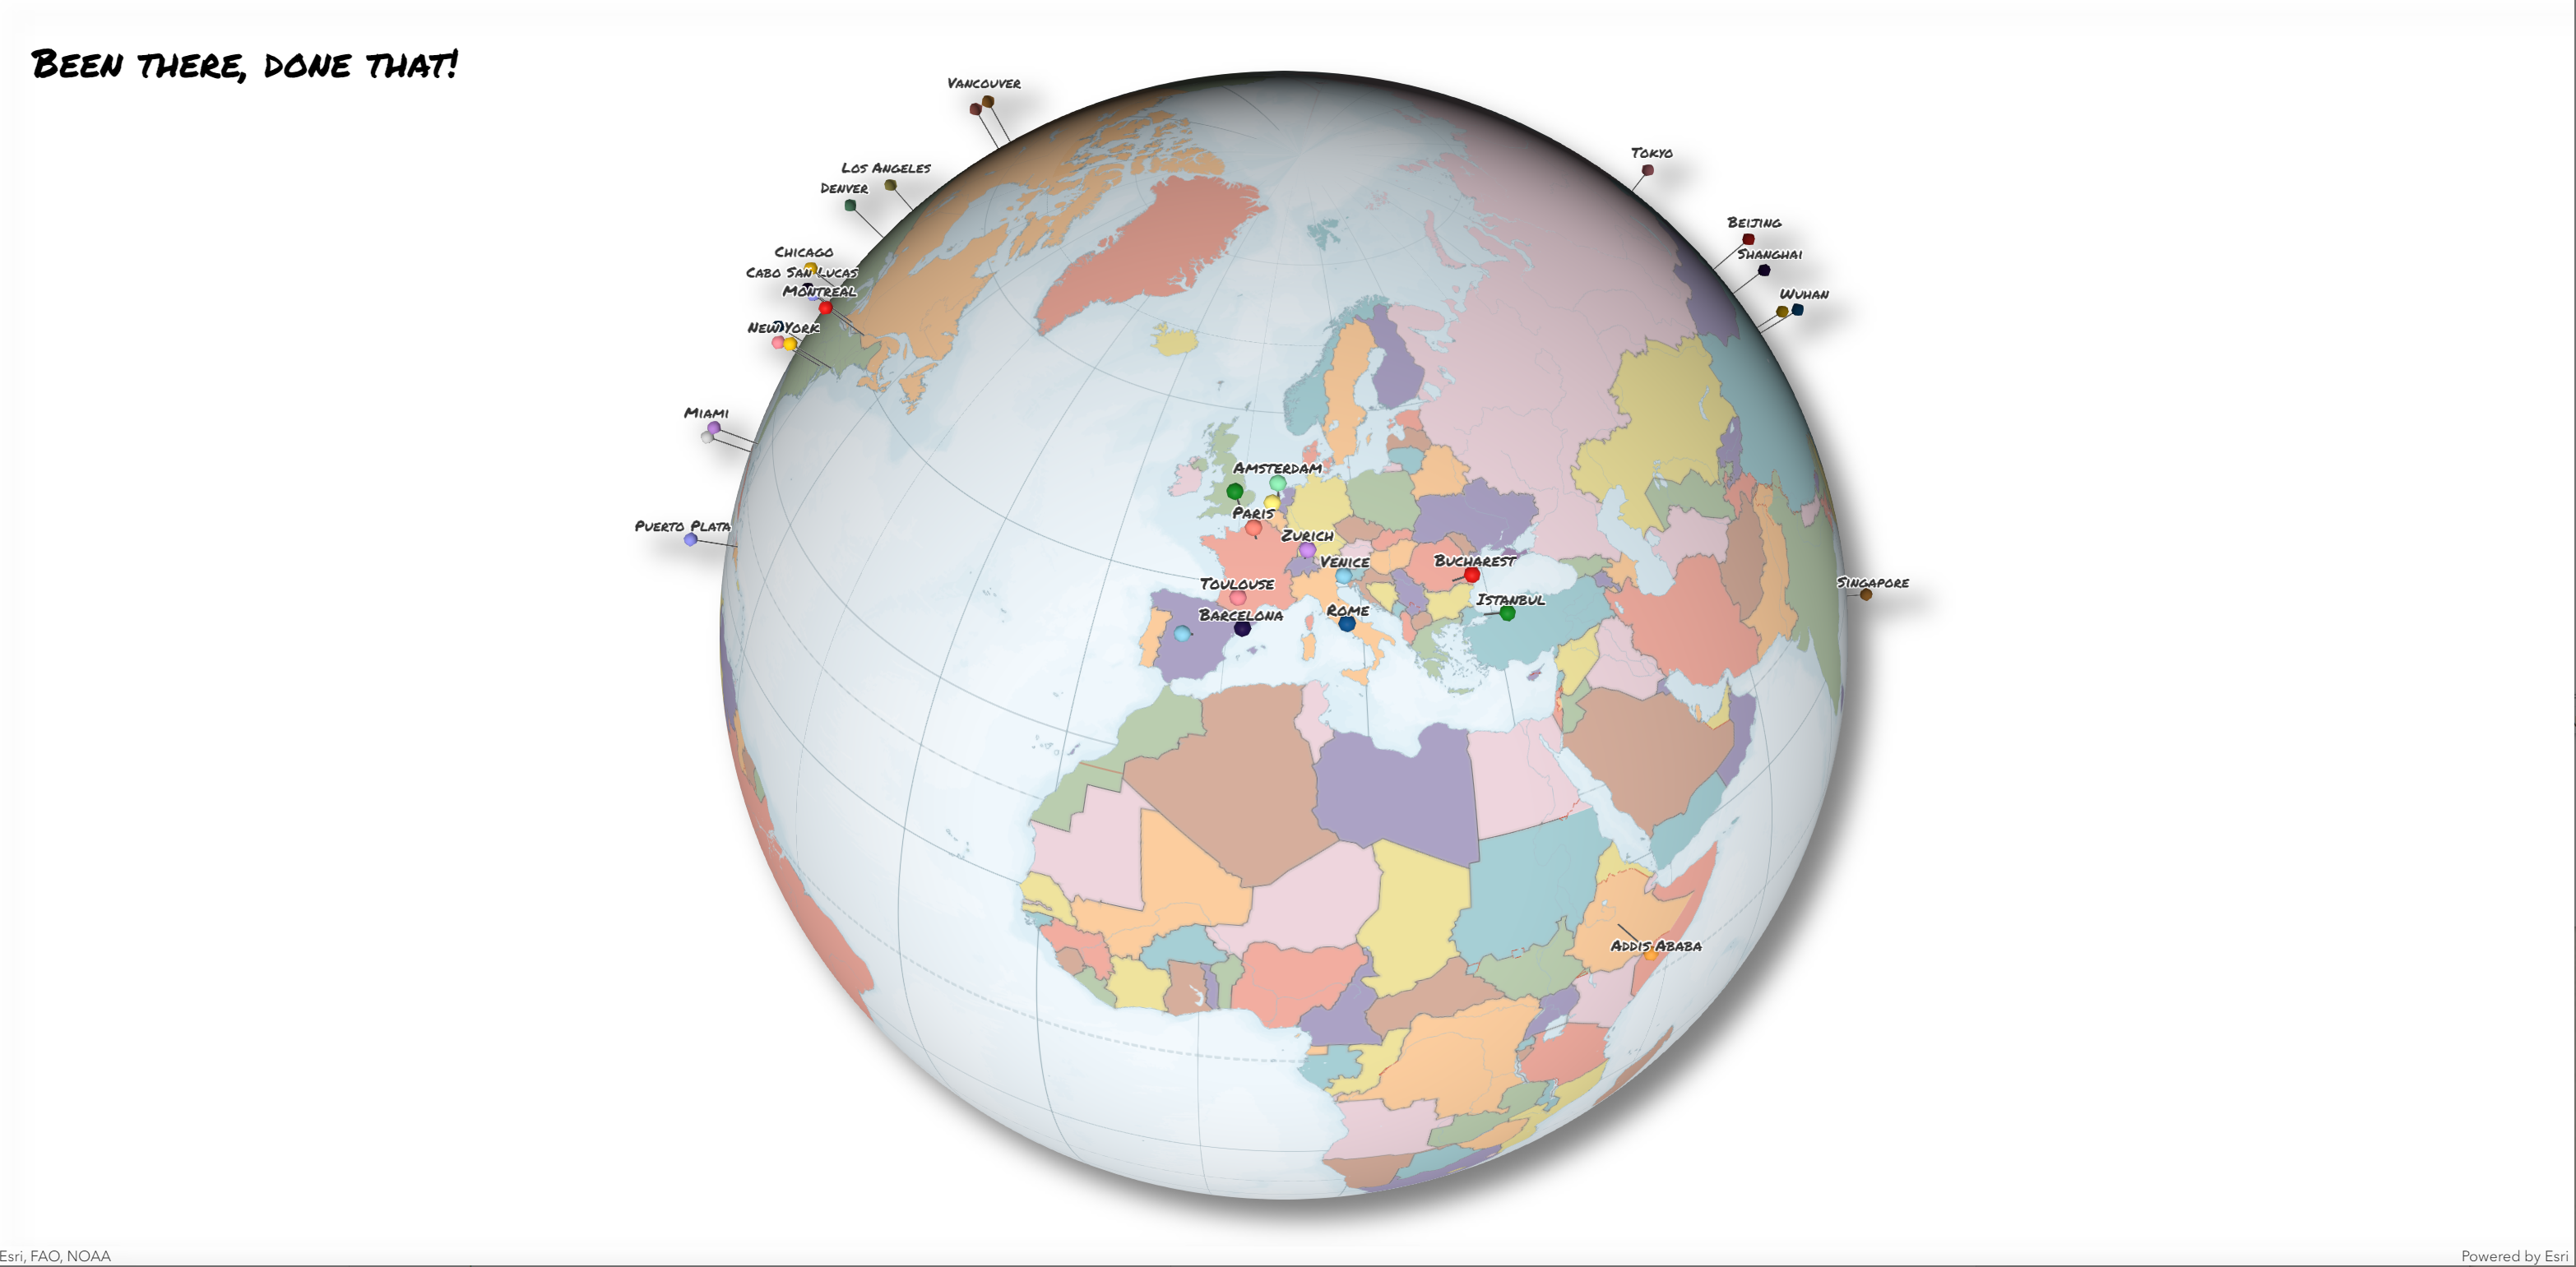 BEEN THERE, DONE THAT!
VANCOUVER
TOKYO
LOS ANGELES
DENVER
BEIJING
CHICAGO
SHANGHAI
CABO SAN LUCAS
MONTREAL
WUHAN
NEW YORK
MIAMI
AMSTERDAM
PARIS
PUERTO PLATA
ZURICH
VENICE
BUCHAREST
TOULOUSE
SINGAPORE
ISTANBUL
ROME
BARCELONA
ADDIS ABABA
Esri, FAO, NOAA
Powered by Esri